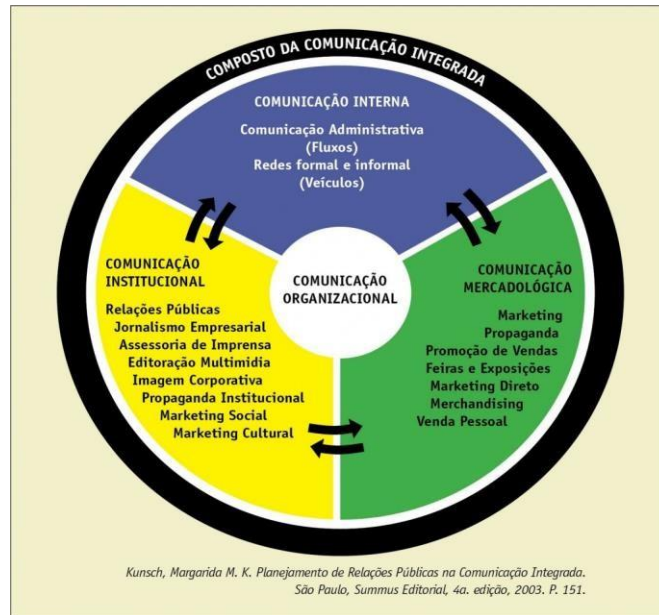 COMPOSTO DA COMUNICAÇÃO INTEGRADA
COMUNICAÇÃO INTERNA
Comunicação Administrativa
(Fluxos)
Redes formal e informal
(Veículos)
COMUNICAÇÃO
INSTITUCIONAL
Relações Públicas
Jornalismo Empresarial
Assessoria de Imprensa
Editoração Multimidia
Imagem Corporativa
Propaganda Institucional
Marketing Social
Marketing Cultural
COMUNICAÇÃO
ORGANIZACIONAL
COMUNICAÇÃO
MERCADOLÓGICA
Marketing
Propaganda
Promoção de Vendas
Feiras e Exposições
Marketing Direto
Merchandising
Venda Pessoal
Kunsch, Margarida M. K. Planejamento de Relações Públicas na Comunicação Integrada.
São Paulo, Summus Editorial, 4a. edição, 2003. P. 151.